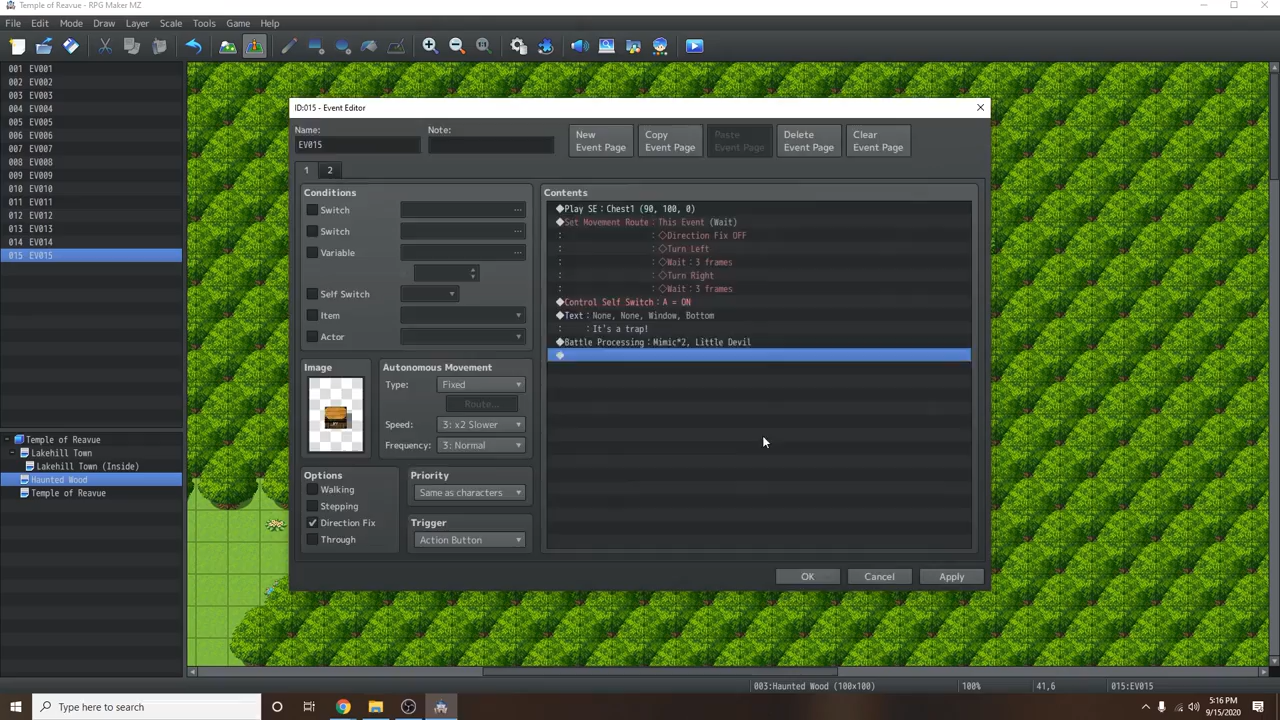 Temple of Reavue - RPG Maker MZ
File Edit Mode Draw Layer Scale Tools Game Help
001 EV001
002 EV002
003 EV003
004 EV004
005 EV005
006 EV006
007 EV007
008 EV008
009 EV009
010 EV010
011 EV011
012 EV012
013 EV013
014 EV014
015 EV015
Temple of Reavue
Lakehill Town
Lakehill Town (Inside)
Haunted Wood
Temple of Reavue
ID:015 - Event Editor
Name:
EV015
Note:
New Event Page
Copy Event Page
Paste Event Page
Delete Event Page
Clear Event Page
1 2
Conditions
Switch ...
Switch ...
Variable ...
Self Switch
Item
Actor
Image
Autonomous Movement
Type: Fixed
Route...
Speed: 3: x2 Slower
Frequency: 3: Normal
Options
Walking
Stepping
Direction Fix
Through
Priority
Same as characters
Trigger
Action Button
Contents
◆Play SE：Chest1 (90, 100, 0)
◆Set Movement Route：This Event (Wait)
：　　　　　　　　　：◇Direction Fix OFF
：　　　　　　　　　：◇Turn Left
：　　　　　　　　　：◇Wait：3 frames
：　　　　　　　　　：◇Turn Right
：　　　　　　　　　：◇Wait：3 frames
◆Control Self Switch：A = ON
◆Text：None, None, Window, Bottom
：　　：It's a trap!
◆Battle Processing：Mimic*2, Little Devil
◆
OK Cancel Apply
003:Haunted Wood (100x100) 100% 41,6 015:EV015
Type here to search
5:16 PM
9/15/2020